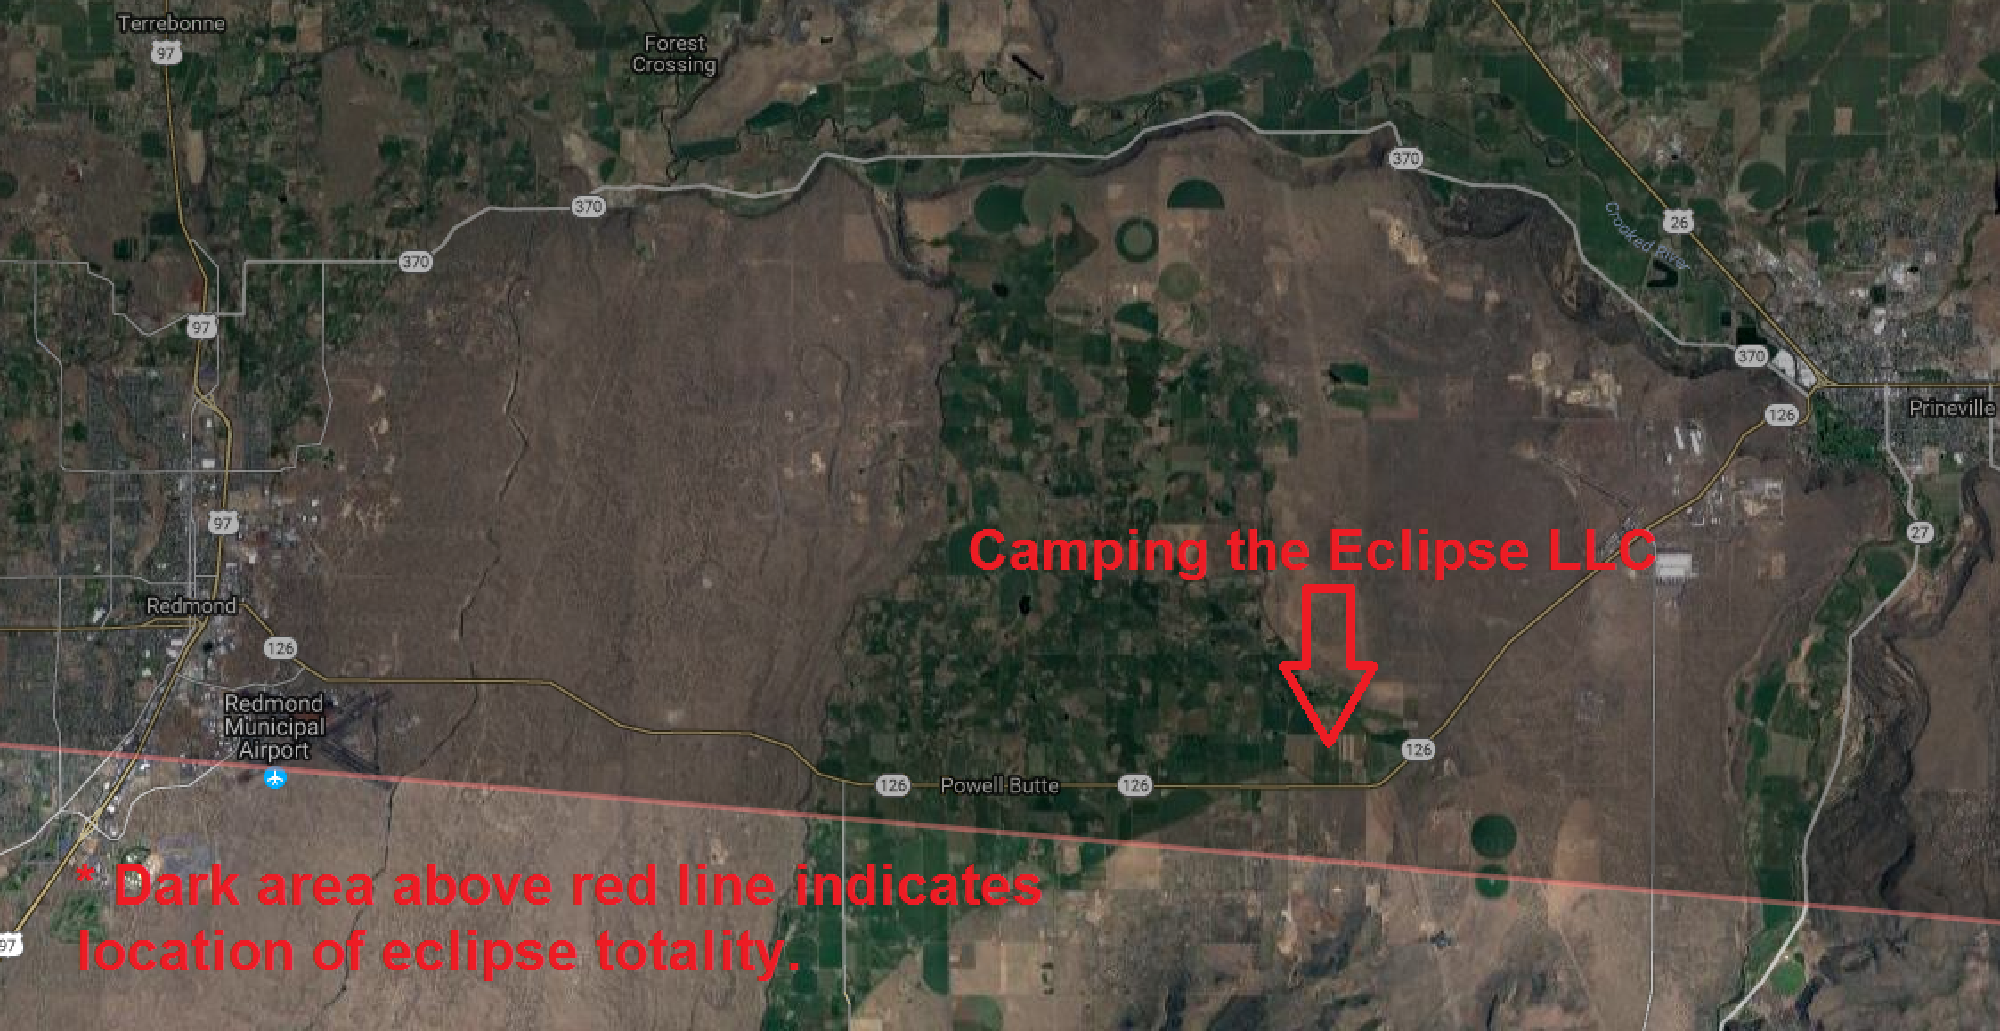 Terrebonne
97
Forest
Crossing
370
370
26
Crooked River
370
97
370
126
Prineville
97
27
Camping the Eclipse LLC
Redmond
126
Redmond
Municipal
Airport
126
126
Powell Butte
126
* Dark area above red line indicates
location of eclipse totality.
97